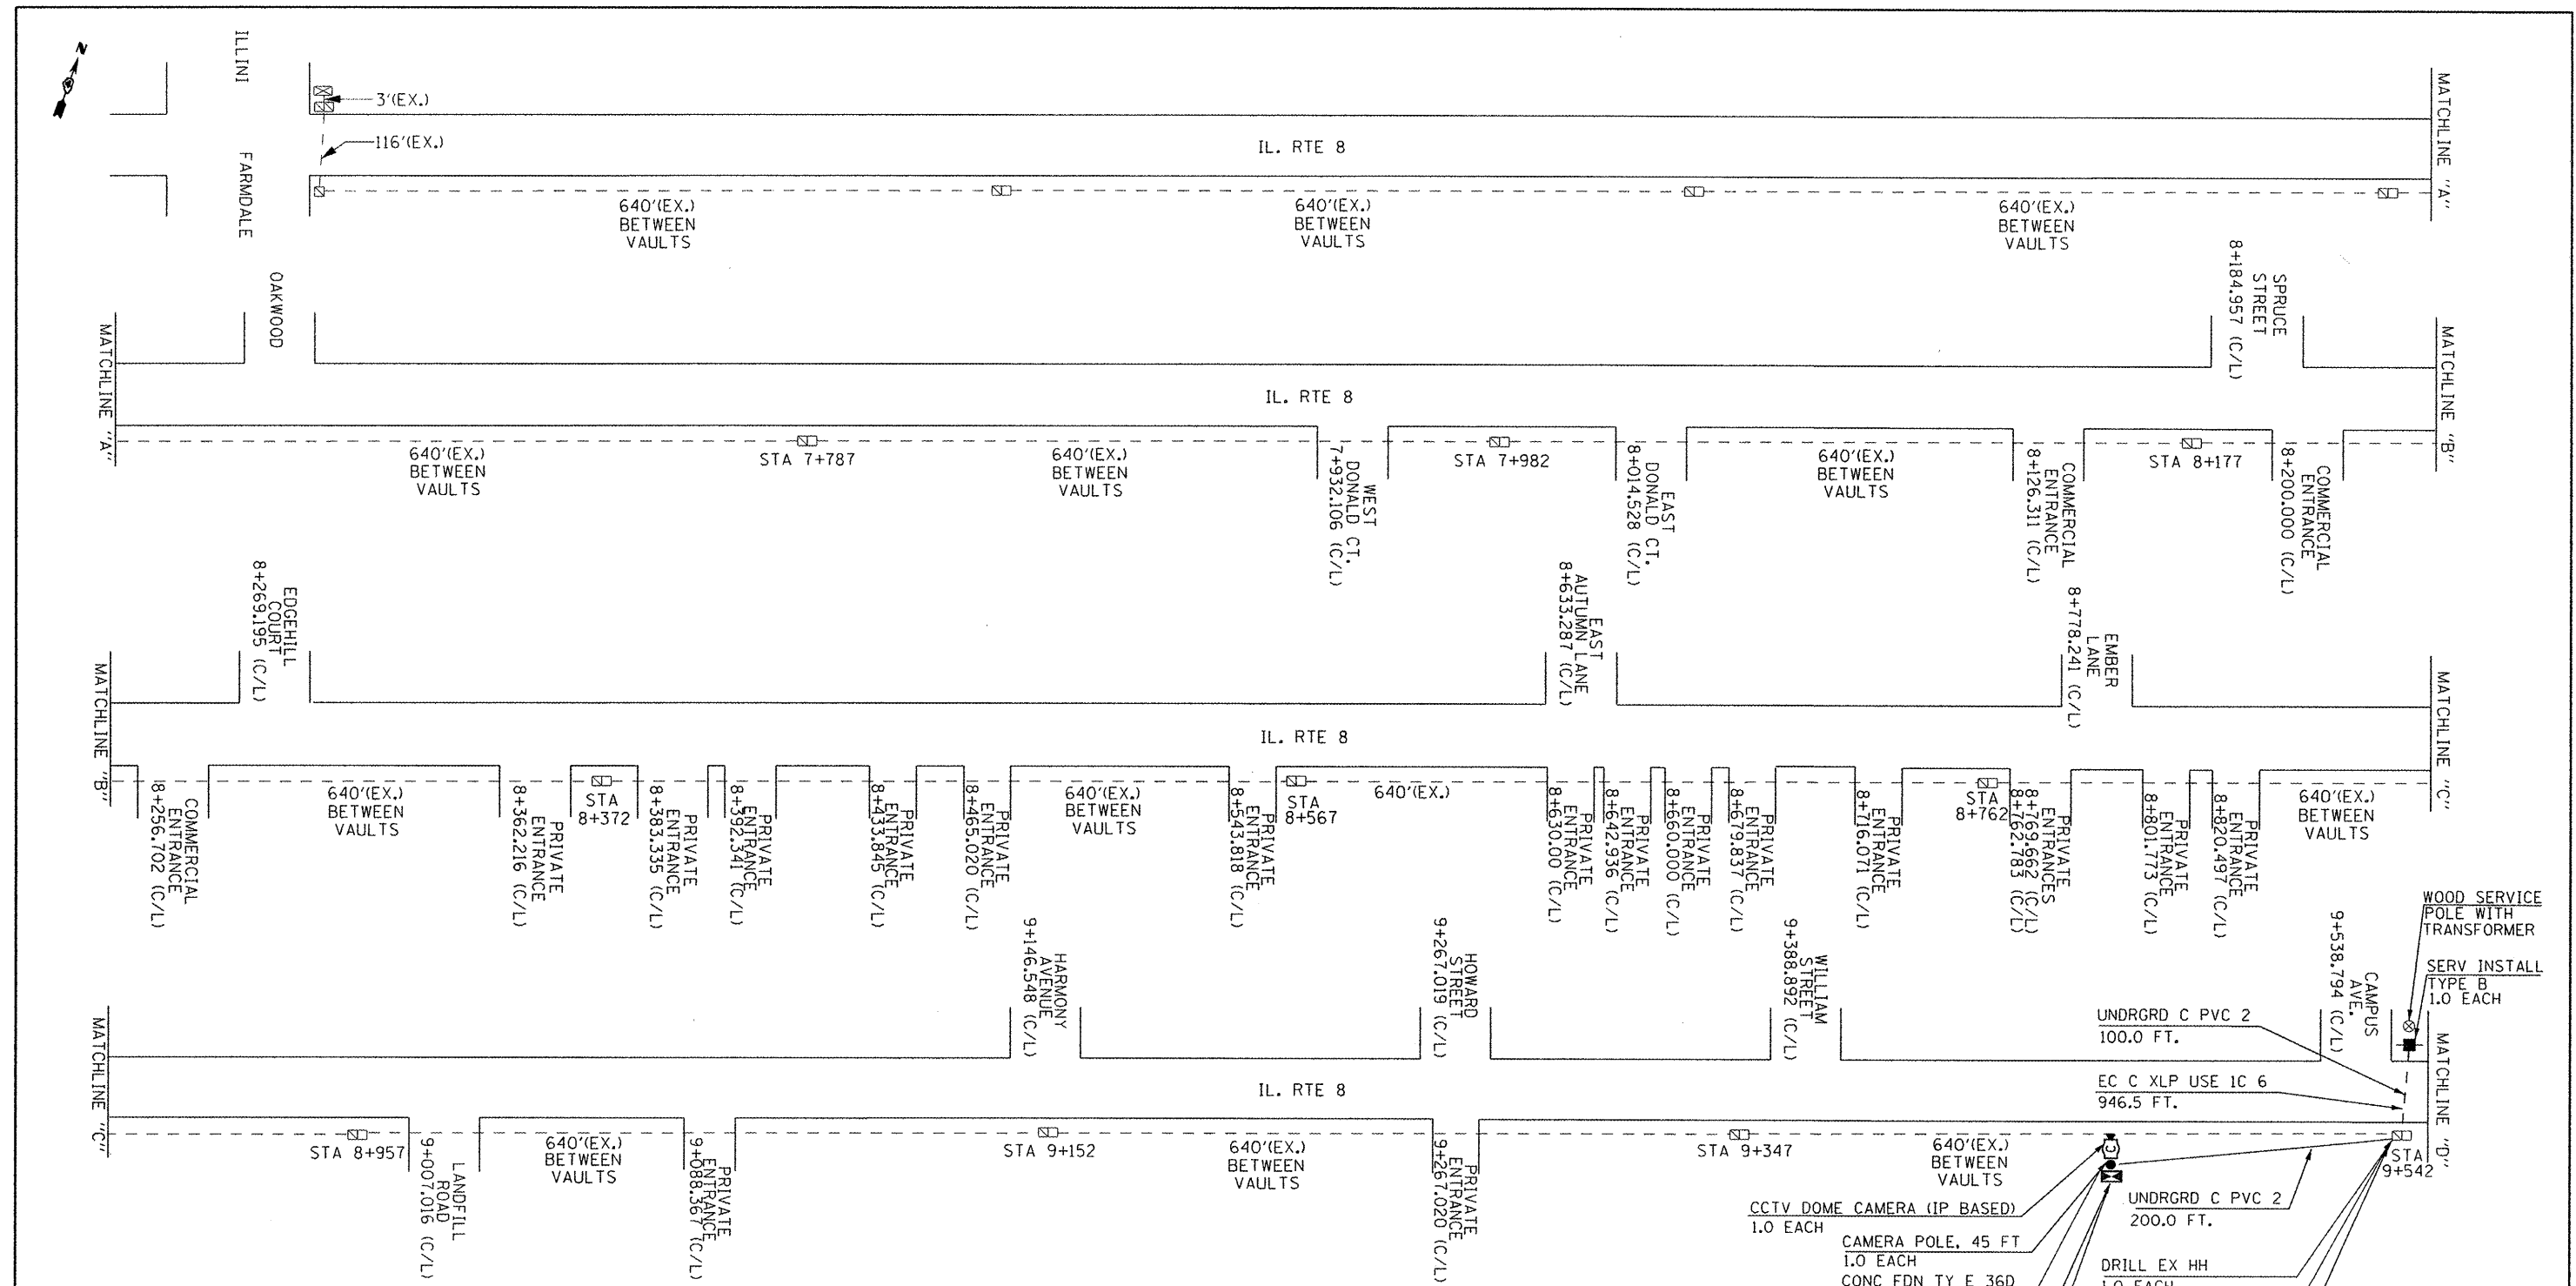 N
ILLINI
FARMDALE
3'(EX.)
116'(EX.)
IL. RTE 8
MATCHLINE "A"
640'(EX.)
BETWEEN
VAULTS
640'(EX.)
BETWEEN
VAULTS
640'(EX.)
BETWEEN
VAULTS
OAKWOOD
SPRUCE
STREET
8+184.957 (C/L)
MATCHLINE "A"
IL. RTE 8
MATCHLINE "B"
640'(EX.)
BETWEEN
VAULTS
STA 7+787
640'(EX.)
BETWEEN
VAULTS
WEST
DONALD CT.
7+932.106 (C/L)
STA 7+982
EAST
DONALD CT.
8+014.528 (C/L)
640'(EX.)
BETWEEN
VAULTS
COMMERCIAL
ENTRANCE
8+126.311 (C/L)
STA 8+177
COMMERCIAL
ENTRANCE
8+200.000 (C/L)
EDGEHILL
COURT
8+269.195 (C/L)
EAST
AUTUMN LANE
8+633.287 (C/L)
EMBER
LANE
8+778.241 (C/L)
MATCHLINE "B"
IL. RTE 8
MATCHLINE "C"
COMMERCIAL
ENTRANCE
8+256.702 (C/L)
640'(EX.)
BETWEEN
VAULTS
PRIVATE
ENTRANCE
8+362.216 (C/L)
STA
8+372
PRIVATE
ENTRANCE
8+383.335 (C/L)
PRIVATE
ENTRANCE
8+392.341 (C/L)
PRIVATE
ENTRANCE
8+433.845 (C/L)
PRIVATE
ENTRANCE
8+465.020 (C/L)
640'(EX.)
BETWEEN
VAULTS
PRIVATE
ENTRANCE
8+543.818 (C/L)
STA
8+567
640'(EX.)
PRIVATE
ENTRANCE
8+630.00 (C/L)
PRIVATE
ENTRANCE
8+642.936 (C/L)
PRIVATE
ENTRANCE
8+660.000 (C/L)
PRIVATE
ENTRANCE
8+679.837 (C/L)
PRIVATE
ENTRANCE
8+716.071 (C/L)
STA
8+762
PRIVATE
ENTRANCES
8+769.662 (C/L)
8+762.783 (C/L)
PRIVATE
ENTRANCE
8+801.773 (C/L)
PRIVATE
ENTRANCE
8+820.497 (C/L)
640'(EX.)
BETWEEN
VAULTS
HARMONY
AVENUE
9+146.548 (C/L)
HOWARD
STREET
9+267.019 (C/L)
WILLIAM
STREET
9+388.892 (C/L)
CAMPUS
AVE.
9+538.794 (C/L)
WOOD SERVICE
POLE WITH
TRANSFORMER
SERV INSTALL
TYPE B
1.0 EACH
UNDRGRD C PVC 2
100.0 FT.
EC C XLP USE 1C 6
946.5 FT.
MATCHLINE "C"
IL. RTE 8
MATCHLINE "D"
STA 8+957
LANDFILL
ROAD
9+007.016 (C/L)
640'(EX.)
BETWEEN
VAULTS
PRIVATE
ENTRANCE
9+088.367 (C/L)
STA 9+152
640'(EX.)
BETWEEN
VAULTS
PRIVATE
ENTRANCE
9+267.020 (C/L)
STA 9+347
640'(EX.)
BETWEEN
VAULTS
C
STA
9+542
CCTV DOME CAMERA (IP BASED)
1.0 EACH
UNDRGRD C PVC 2
200.0 FT.
CAMERA POLE, 45 FT
1.0 EACH
CONC FDN TY E 36D
DRILL EX HH
1.0 EACH